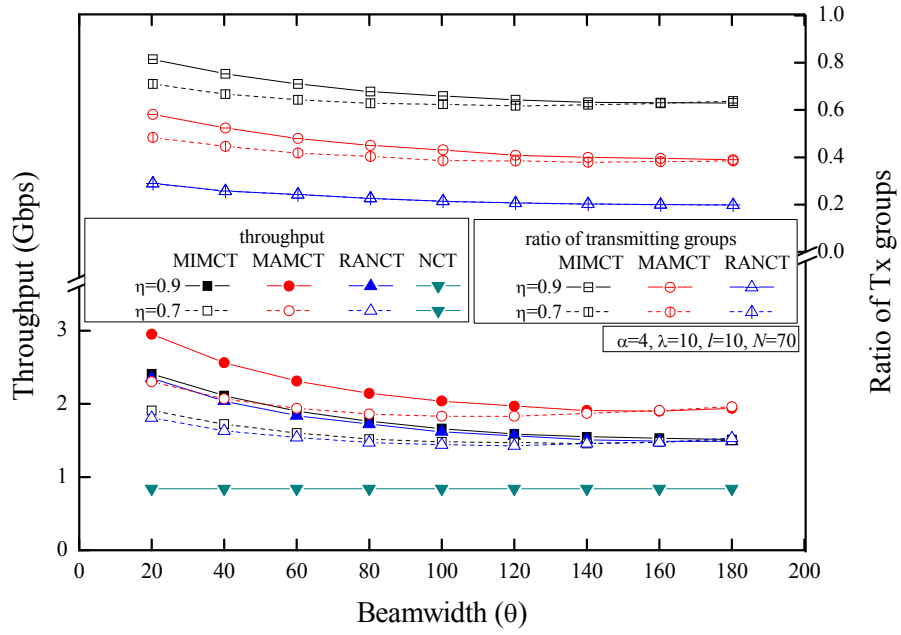 1.0
0.8
0.6
0.4
0.2
0.0
Throughput (Gbps)
Ratio of Tx groups
throughput
MIMCT MAMCT RANCT NCT
η=0.9
η=0.7
ratio of transmitting groups
MIMCT MAMCT RANCT
η=0.9
η=0.7
α=4, λ=10, l=10, N=70
3
2
1
0
0 20 40 60 80 100 120 140 160 180 200
Beamwidth (θ)